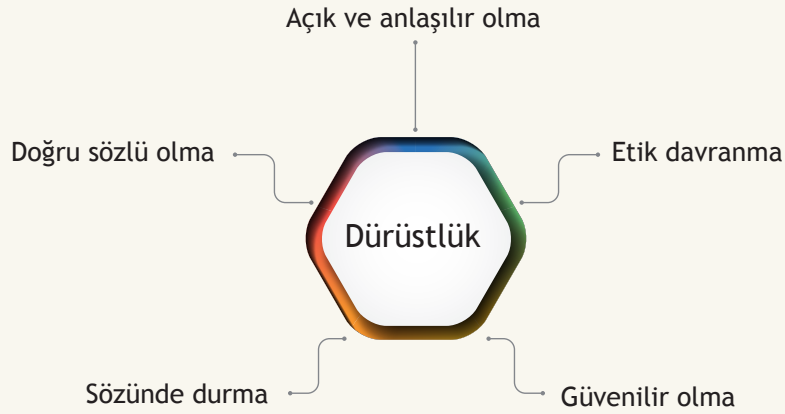 Açık ve anlaşılır olma
Doğru sözlü olma
Etik davranma
Dürüstlük
Sözünde durma
Güvenilir olma